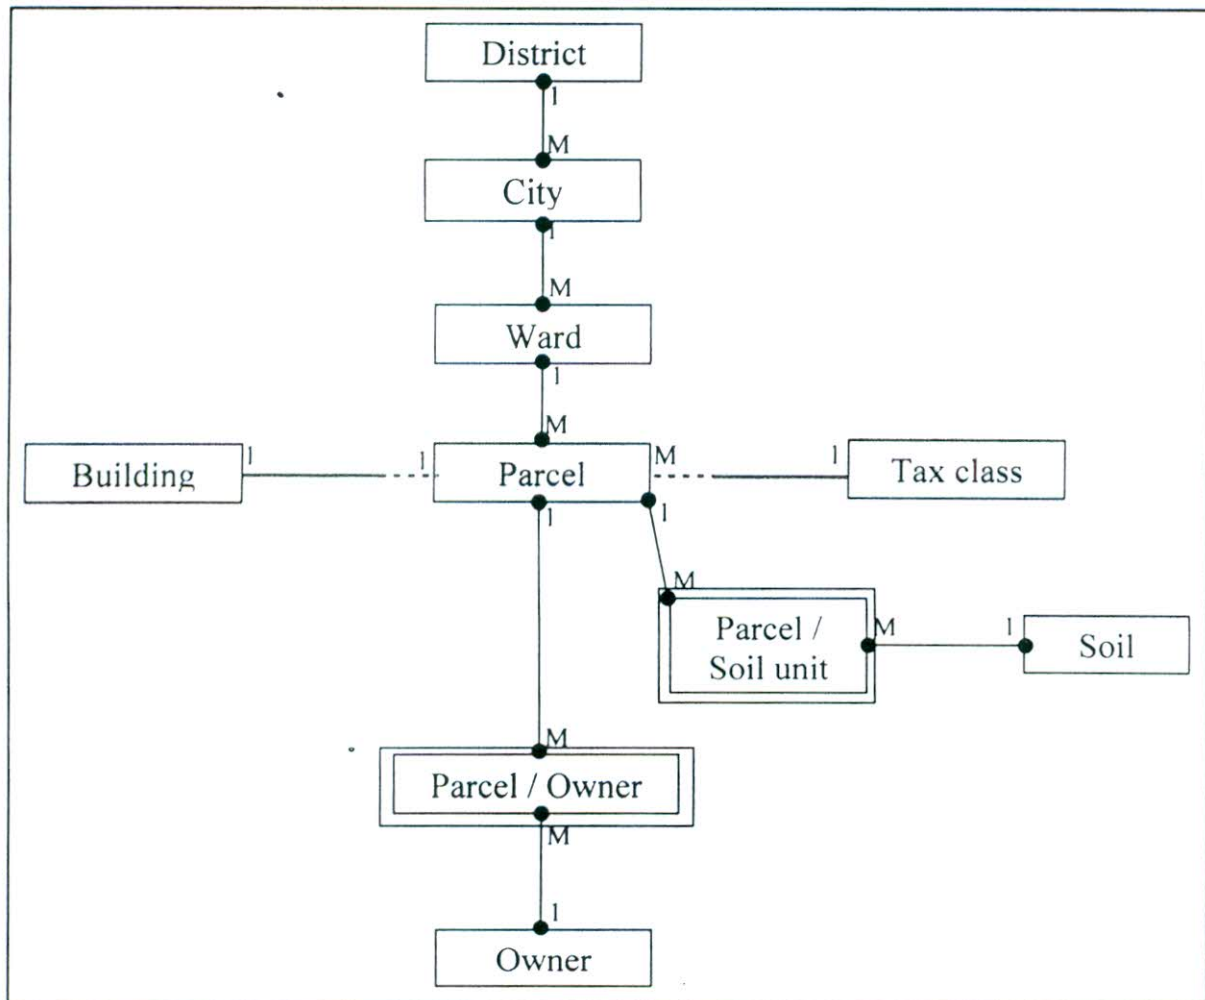 District
1
M
City
1
M
Ward
1
M
Building
1
1
Parcel
M
1
Tax class
1
1
M
Parcel /
Soil unit
M
1
Soil
M
Parcel / Owner
M
1
Owner